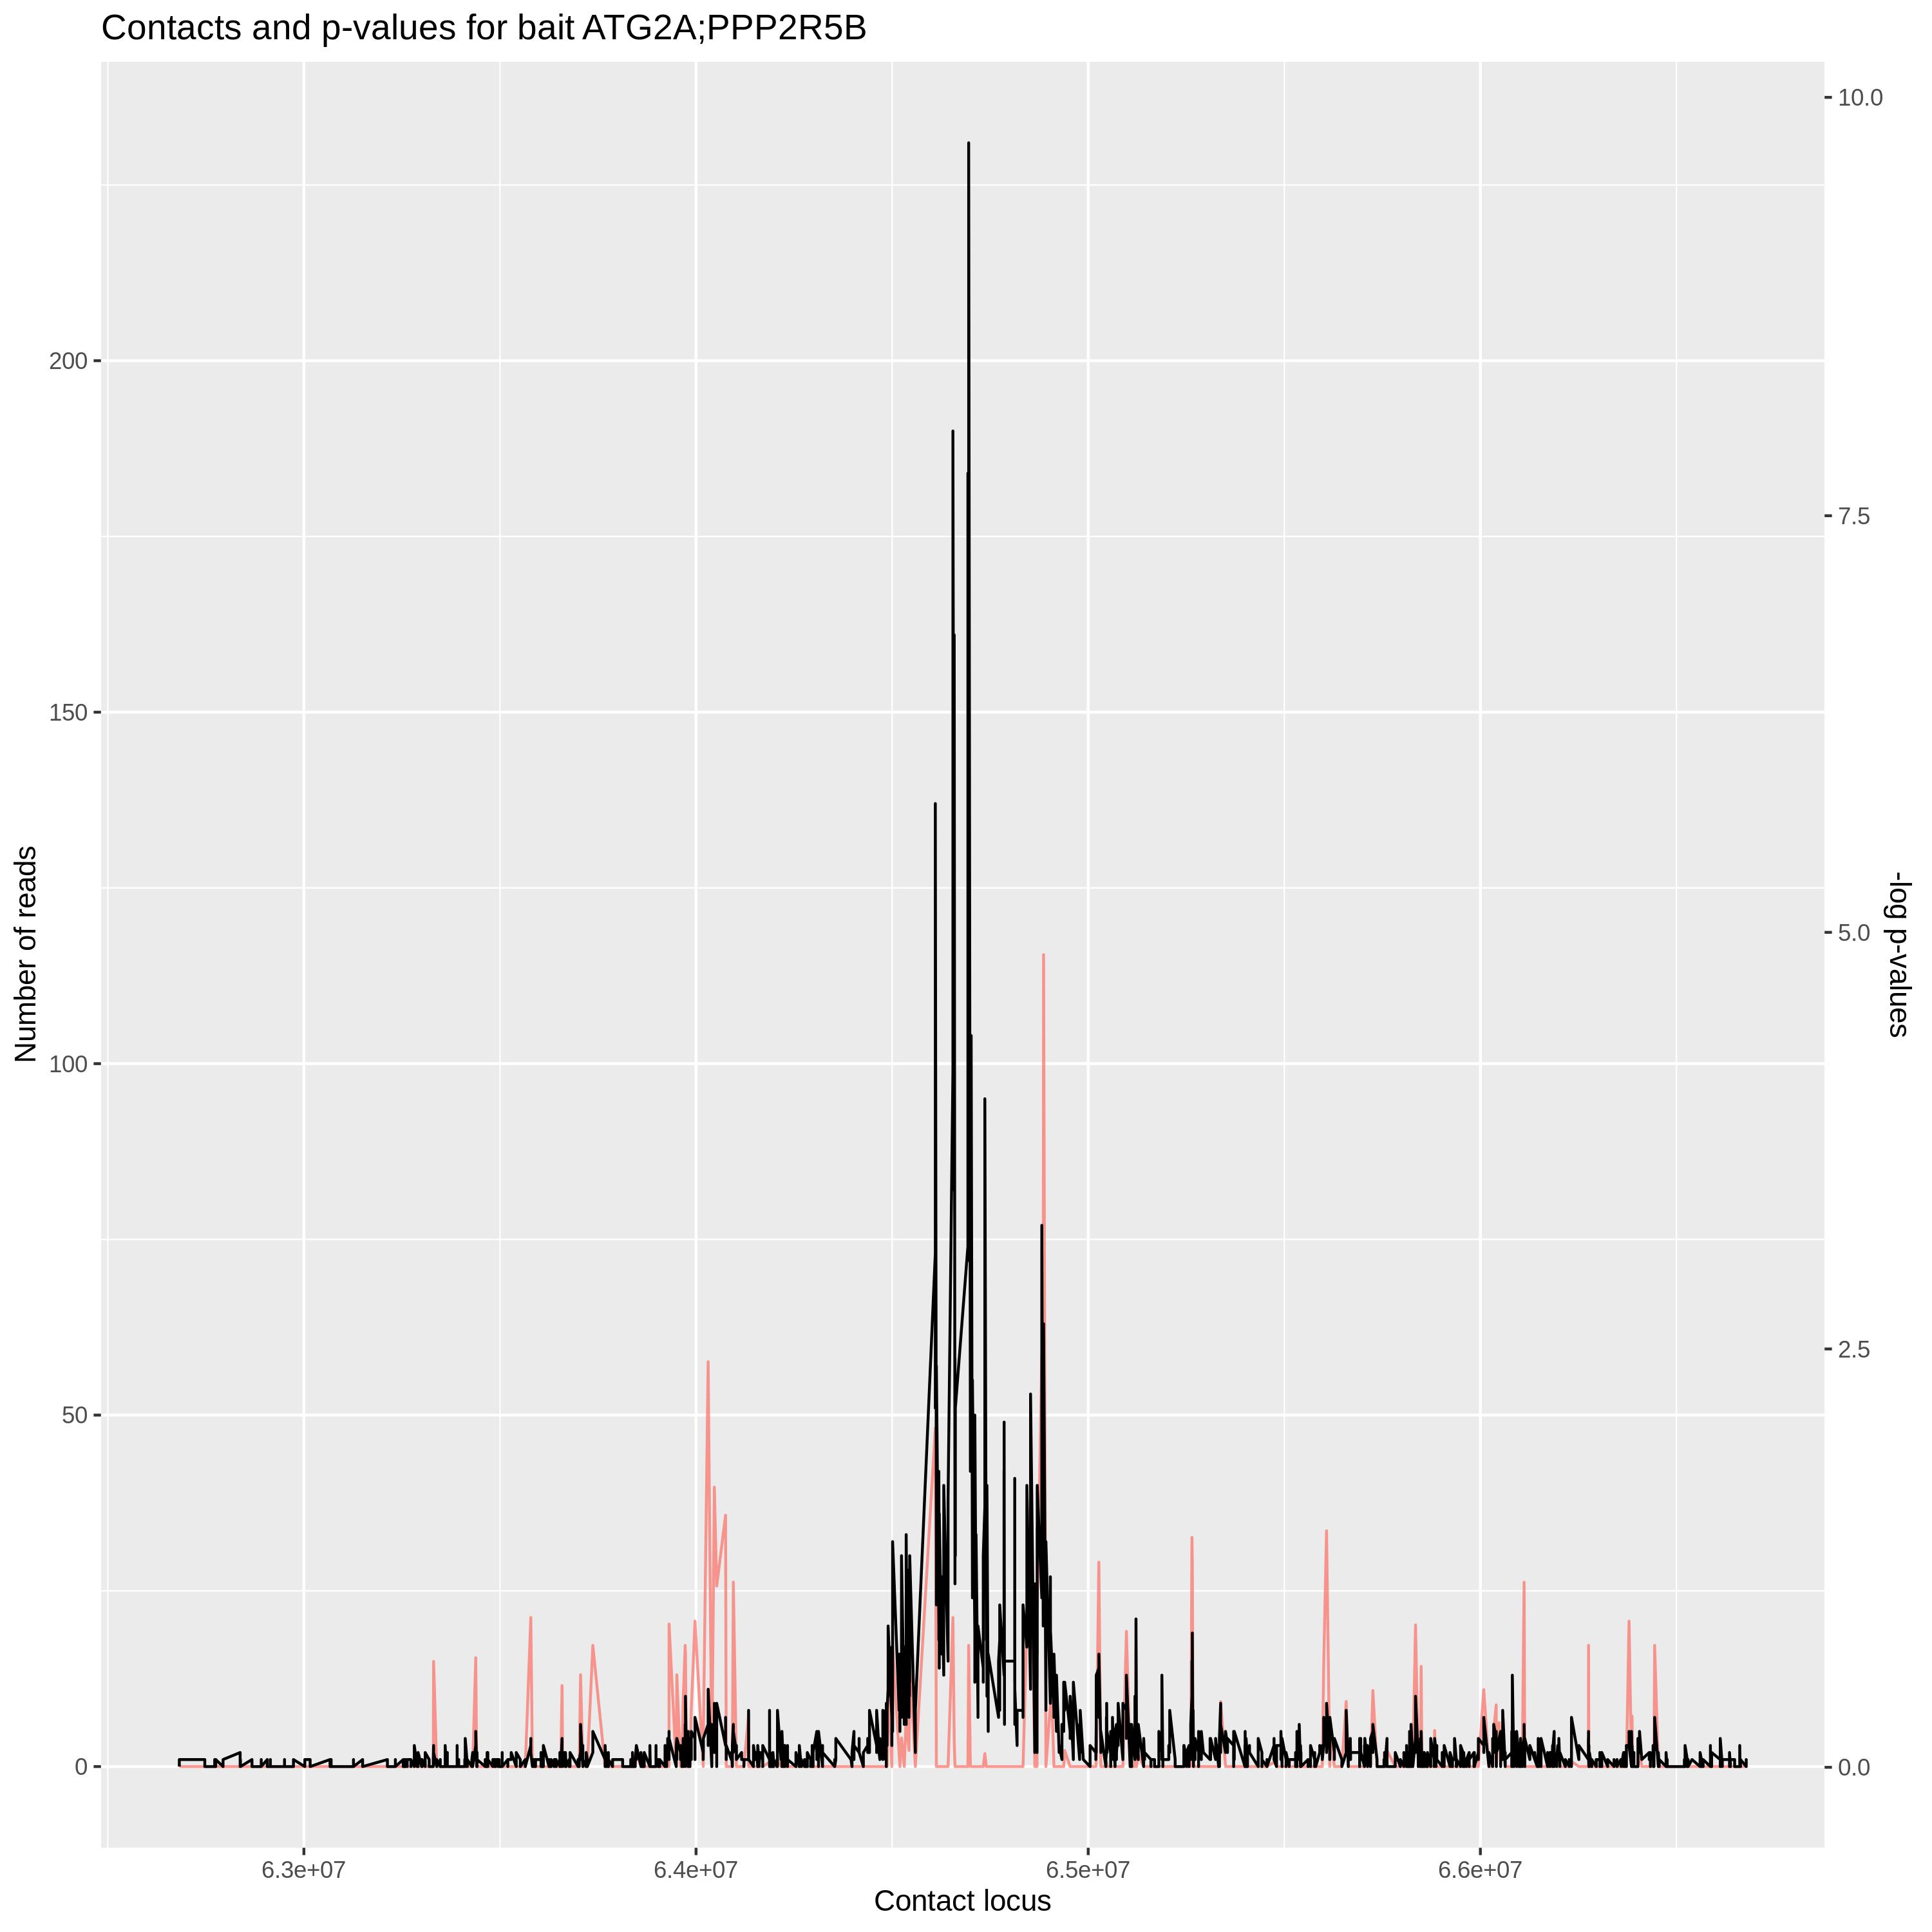 Contacts and p-values for bait ATG2A;PPP2R5B
10.0
7.5
5.0
2.5
0.0
-log p-values
200
150
100
50
0
Number of reads
6.3e+07
6.4e+07
6.5e+07
6.6e+07
Contact locus